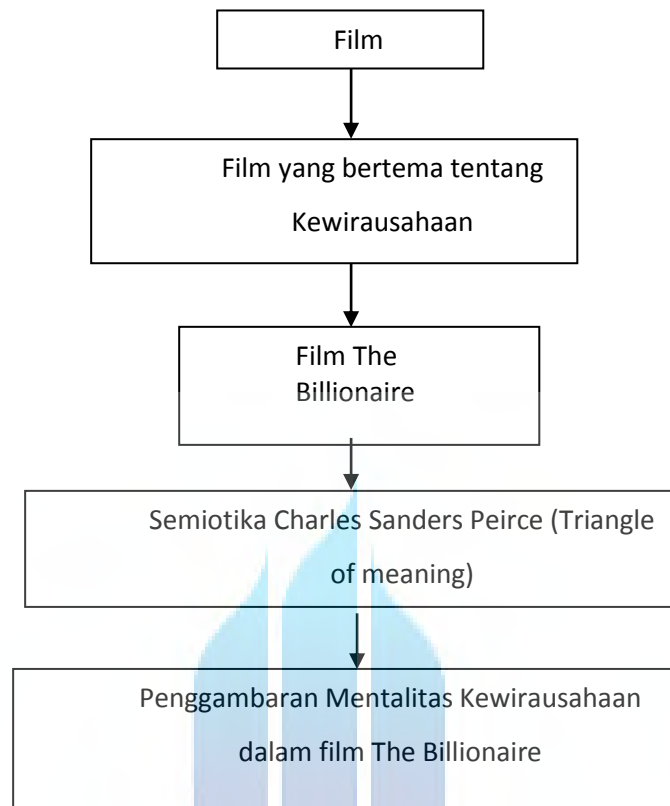 Film
Film yang bertema tentang
Kewirausahaan
Film The
Billionaire
Semiotika Charles Sanders Peirce (Triangle
of meaning)
Penggambaran Mentalitas Kewirausahaan
dalam film The Billionaire